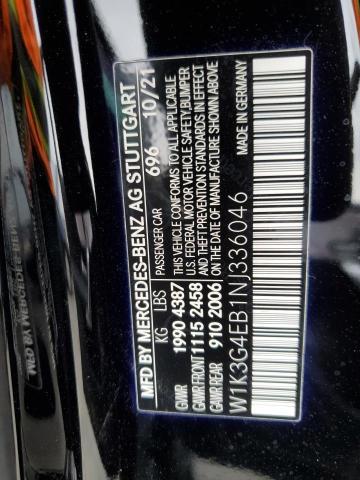 MFD BY MERCEDES-BENZ AG STUTTGART
KG LBS PASSENGER CAR 696 10/21
GVWR 1990 4387 THIS VEHICLE CONFORMS TO ALL APPLICABLE
U.S. FEDERAL MOTOR VEHICLE SAFETY, BUMPER
GAWR FRONT 1115 2458 AND THEFT PREVENTION STANDARDS IN EFFECT
GAWR REAR 910 2006 ON THE DATE OF MANUFACTURE SHOWN ABOVE
W1K3G4EB1NJ336046 MADE IN GERMANY